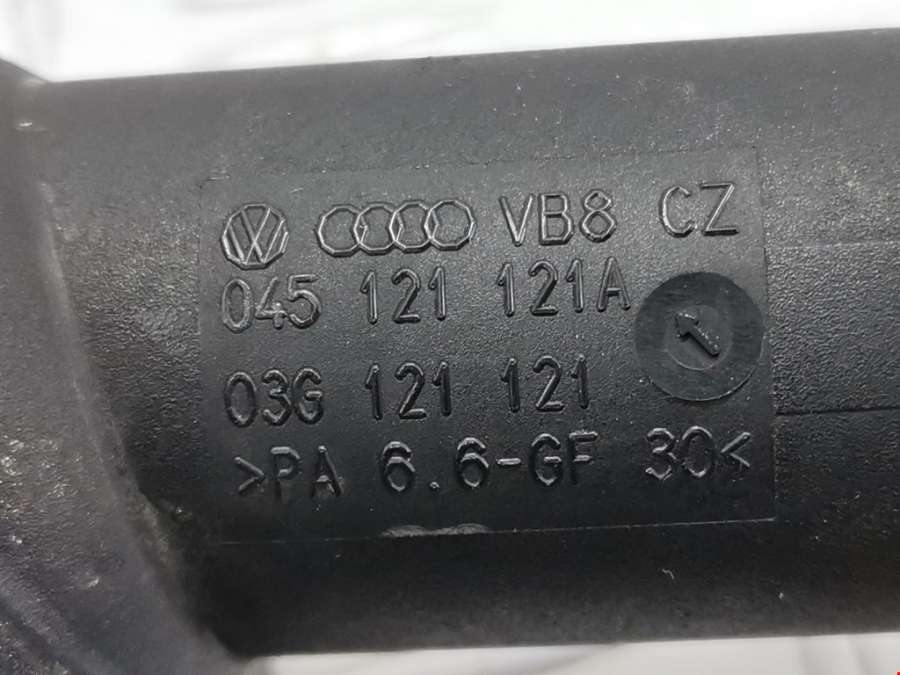 VB8 CZ
045 121 121A
03G 121 121
>PA 6.6-GF 30<